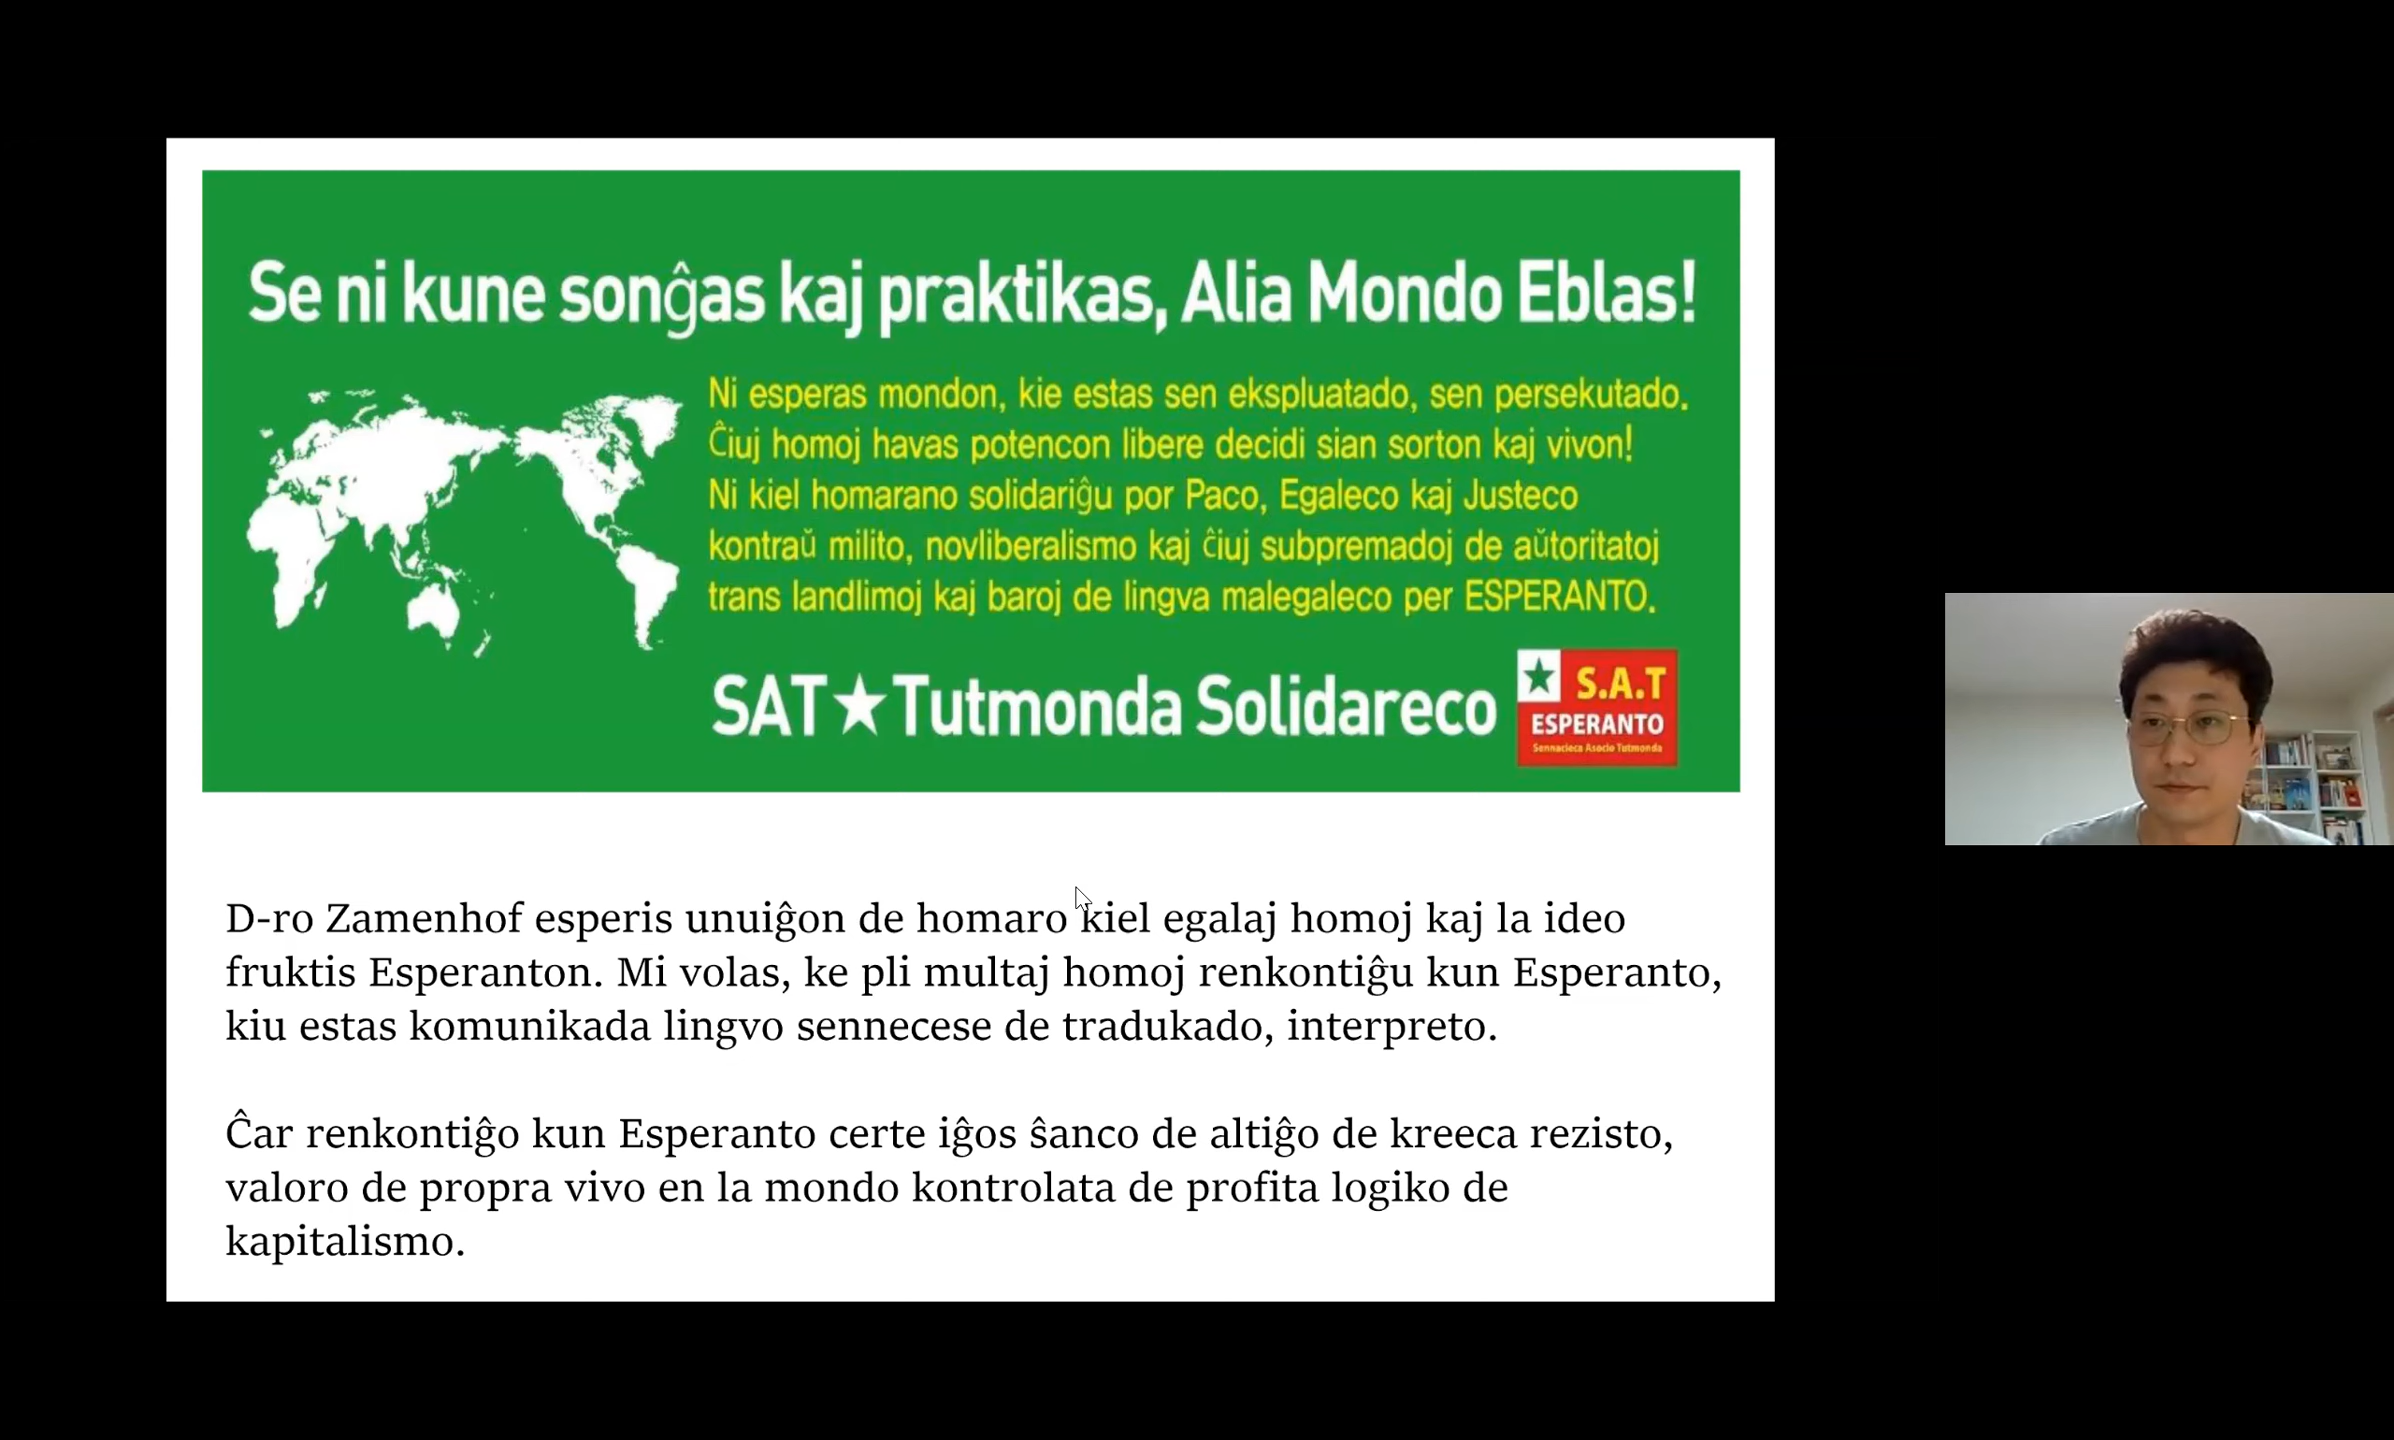 Se ni kune sonĝas kaj praktikas, Alia Mondo Eblas!
Ni esperas mondon, kie estas sen ekspluatado, sen persekutado.
Ĉiuj homoj havas potencon libere decidi sian sorton kaj vivon!
Ni kiel homarano solidariĝu por Paco, Egaleco kaj Justeco
kontraŭ milito, novliberalismo kaj ĉiuj subpremadoj de aŭtoritatoj
trans landlimoj kaj baroj de lingva malegaleco per ESPERANTO.
SAT★Tutmonda Solidareco
S.A.T
ESPERANTO
Sennacieca Asocio Tutmonda
D-ro Zamenhof esperis unuiĝon de homaro kiel egalaj homoj kaj la ideo
fruktis Esperanton. Mi volas, ke pli multaj homoj renkontiĝu kun Esperanto,
kiu estas komunikada lingvo sennecese de tradukado, interpreto.
Ĉar renkontiĝo kun Esperanto certe iĝos ŝanco de altiĝo de kreeca rezisto,
valoro de propra vivo en la mondo kontrolata de profita logiko de
kapitalismo.